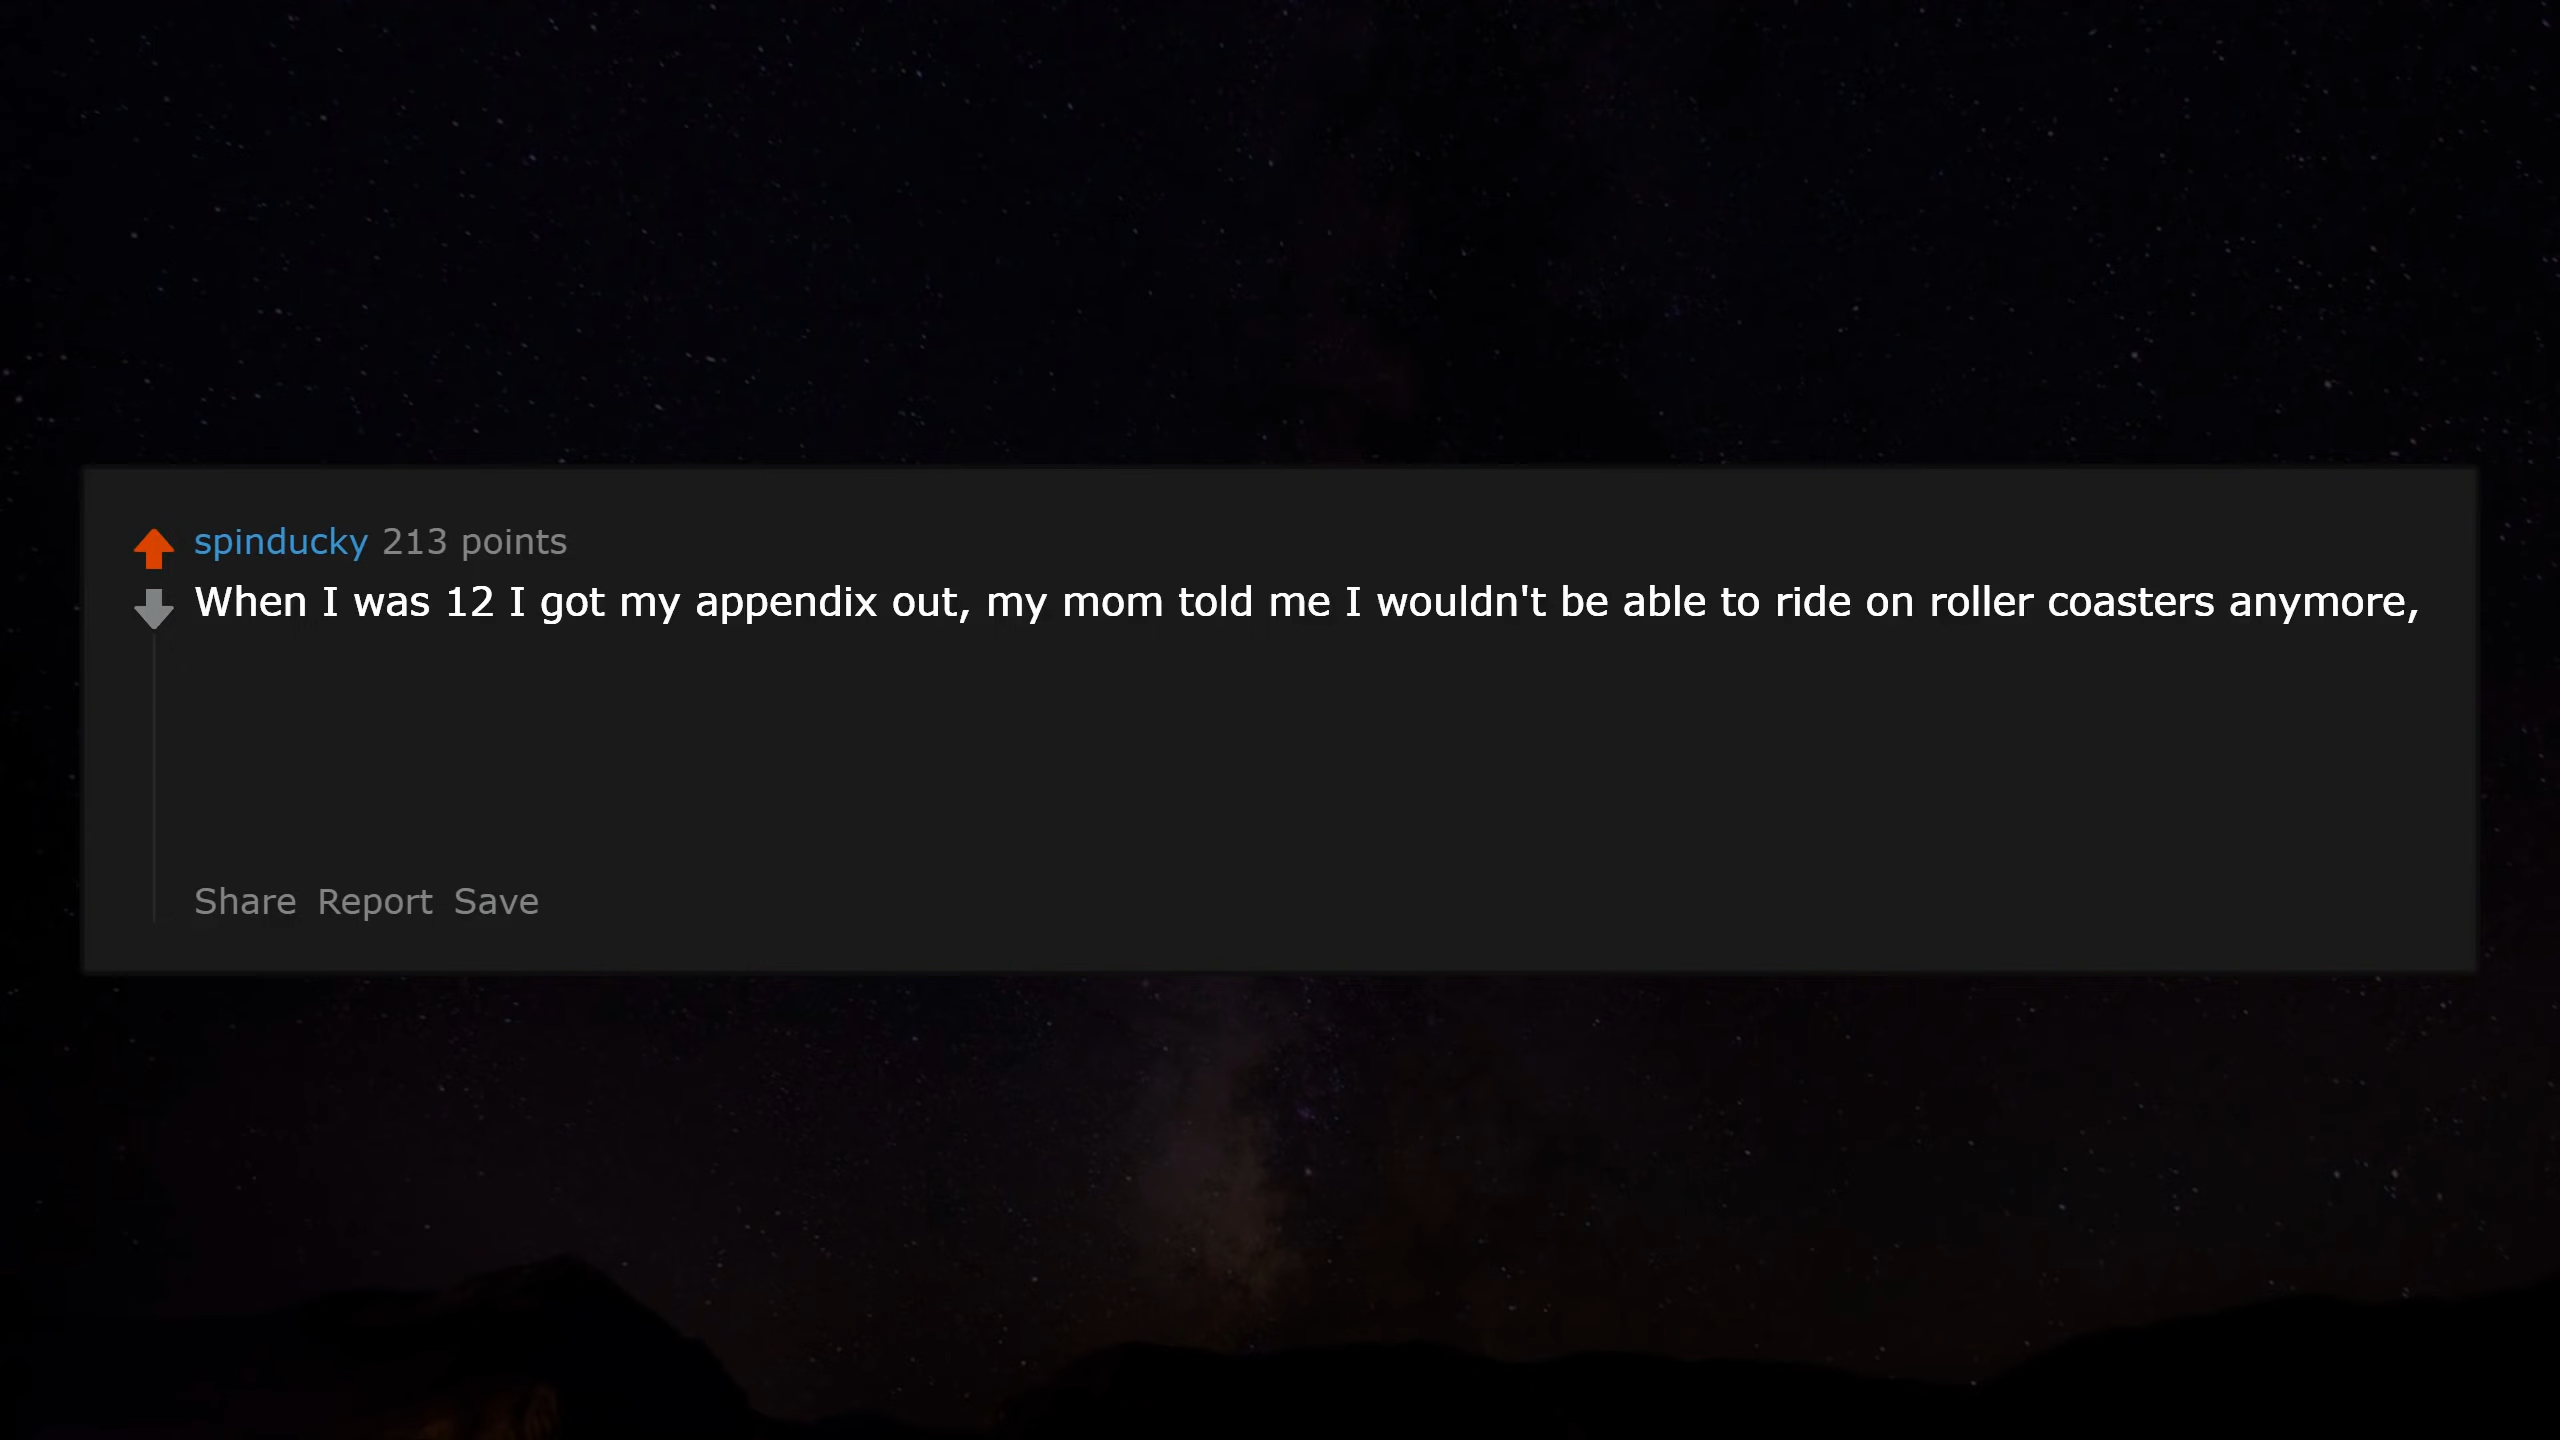 spinducky 213 points
When I was 12 I got my appendix out, my mom told me I wouldn't be able to ride on roller coasters anymore,
Share Report Save